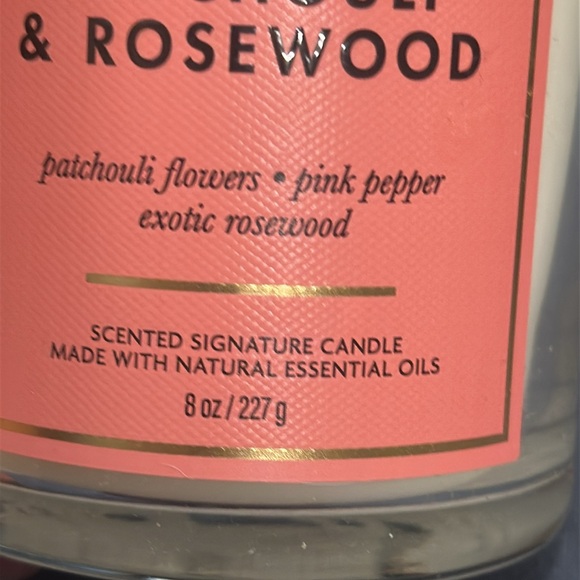 & ROSEWOOD
patchouli flowers • pink pepper
exotic rosewood
SCENTED SIGNATURE CANDLE
MADE WITH NATURAL ESSENTIAL OILS
8 oz / 227 g